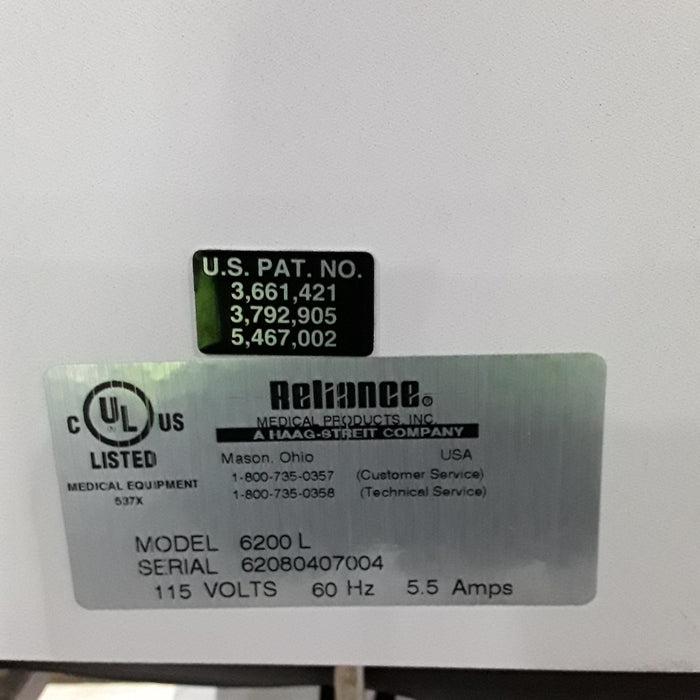 U.S. PAT. NO.
3,661,421
3,792,905
5,467,002
C UL US
LISTED
MEDICAL EQUIPMENT
537X
Reliance®
MEDICAL PRODUCTS, INC.
A HAAG-STREIT COMPANY
Mason, Ohio USA
1-800-735-0357 (Customer Service)
1-800-735-0358 (Technical Service)
MODEL 6200 L
SERIAL 62080407004
115 VOLTS 60 Hz 5.5 Amps